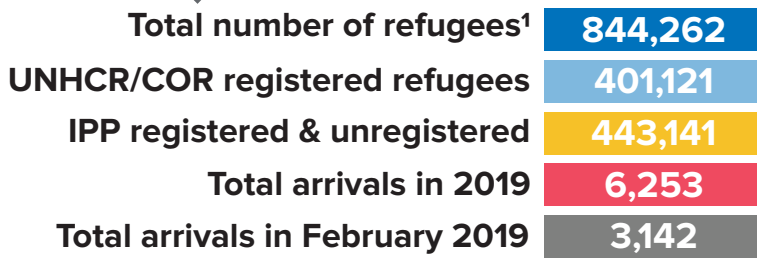 Total number of refugees¹ 844,262
UNHCR/COR registered refugees 401,121
IPP registered & unregistered 443,141
Total arrivals in 2019 6,253
Total arrivals in February 2019 3,142